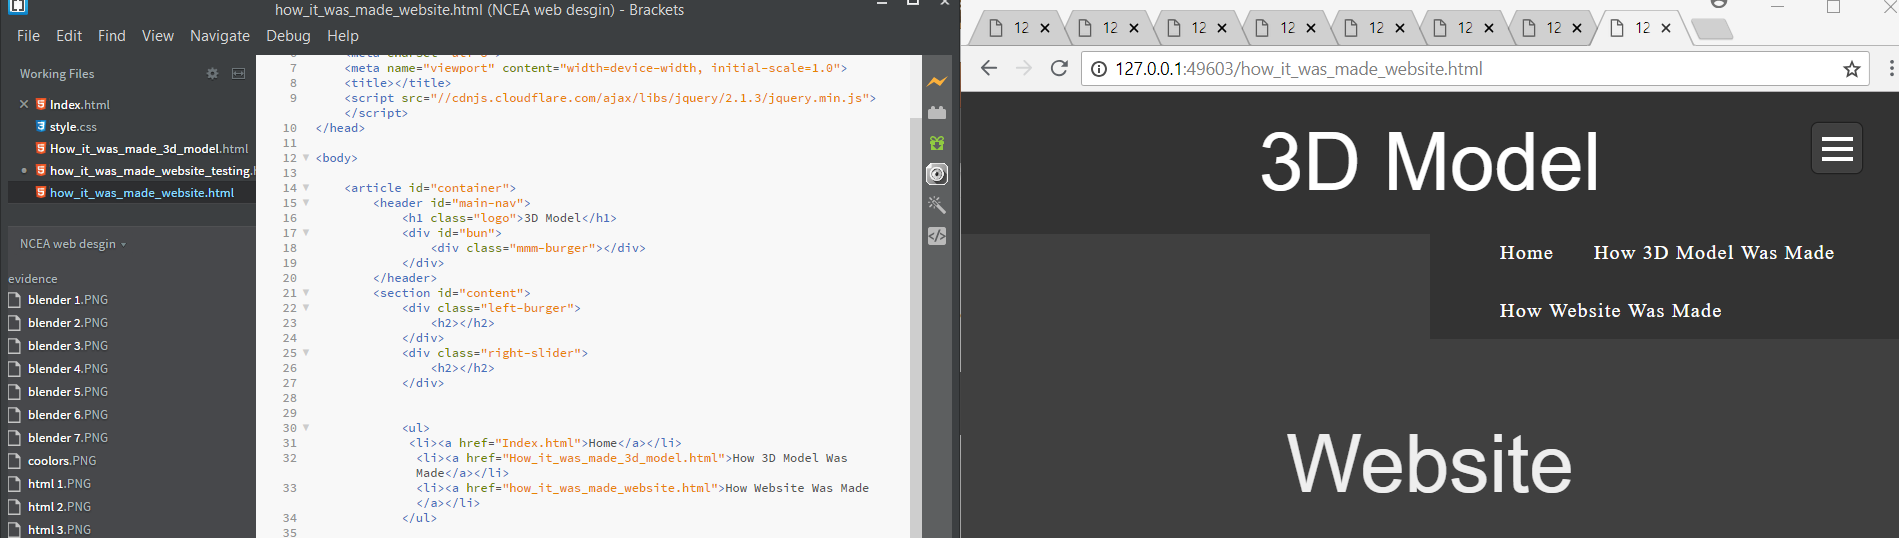 how_it_was_made_website.html (NCEA web desgin) - Brackets
File Edit Find View Navigate Debug Help
Working Files
Index.html
style.css
How_it_was_made_3d_model.html
how_it_was_made_website_testing.
how_it_was_made_website.html
NCEA web desgin
evidence
blender 1.PNG
blender 2.PNG
blender 3.PNG
blender 4.PNG
blender 5.PNG
blender 6.PNG
blender 7.PNG
coolors.PNG
html 1.PNG
html 2.PNG
html 3.PNG
7 <meta name="viewport" content="width=device-width, initial-scale=1.0">
8 <title></title>
9 <script src="//cdnjs.cloudflare.com/ajax/libs/jquery/2.1.3/jquery.min.js">
</script>
10 </head>
11
12 <body>
13
14 <article id="container">
15 <header id="main-nav">
16 <h1 class="logo">3D Model</h1>
17 <div id="bun">
18 <div class="mmm-burger"></div>
19 </div>
20 </header>
21 <section id="content">
22 <div class="left-burger">
23 <h2></h2>
24 </div>
25 <div class="right-slider">
26 <h2></h2>
27 </div>
28
29
30 <ul>
31 <li><a href="Index.html">Home</a></li>
32 <li><a href="How_it_was_made_3d_model.html">How 3D Model Was
Made</a></li>
33 <li><a href="how_it_was_made_website.html">How Website Was Made
</a></li>
34 </ul>
35
12 12 12 12 12 12 12 12
127.0.0.1:49603/how_it_was_made_website.html
3D Model
Home How 3D Model Was Made
How Website Was Made
Website